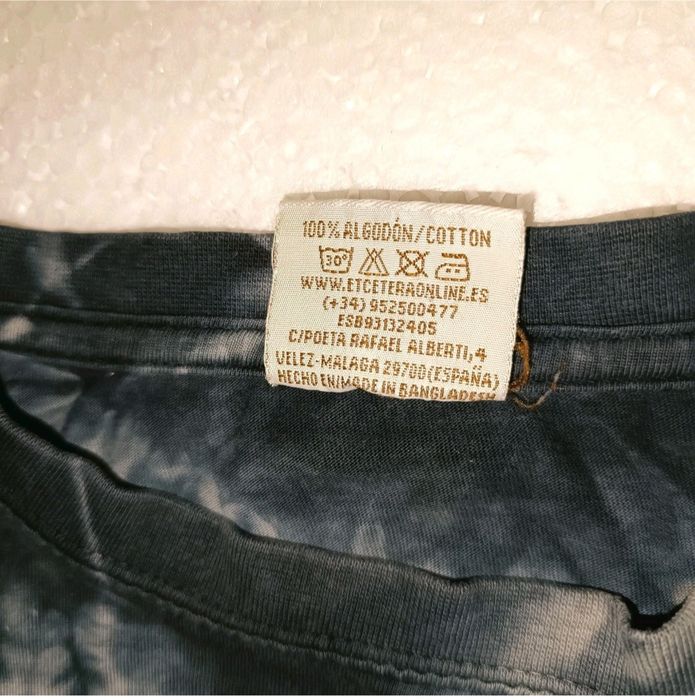 100% ALGODÓN/COTTON
30°
WWW.ETCETERAONLINE.ES
(+34) 952500477
ESB93132405
C/POETA RAFAEL ALBERTI, 4
VELEZ-MALAGA 29700 (ESPAÑA)
HECHO EN/MADE IN BANGLADESH